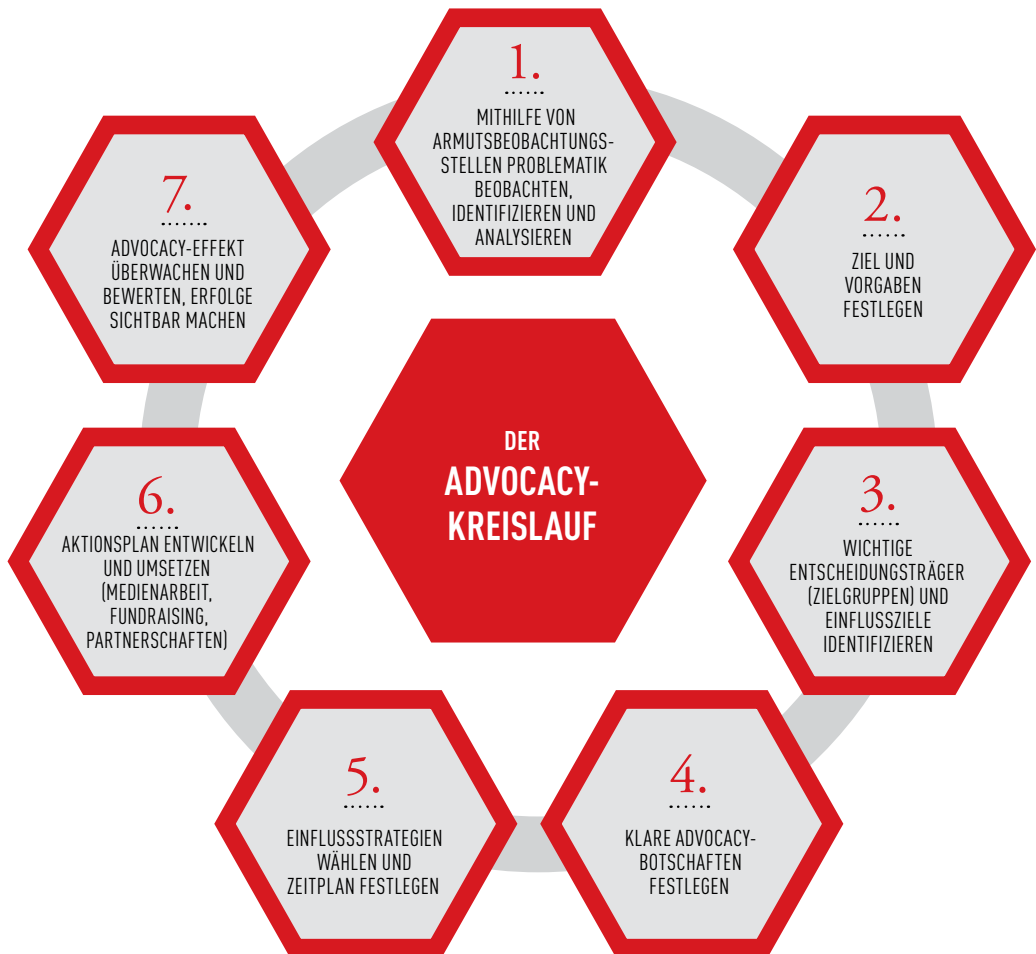 1.
MITHILFE VON
ARMUTSBEOBACHTUNGS-
STELLEN PROBLEMATIK
BEOBACHTEN,
IDENTIFIZIEREN UND
ANALYSIEREN
2.
ZIEL UND
VORGABEN
FESTLEGEN
3.
WICHTIGE
ENTSCHEIDUNGSTRÄGER
(ZIELGRUPPEN) UND
EINFLUSSZIELE
IDENTIFIZIEREN
4.
KLARE ADVOCACY-
BOTSCHAFTEN
FESTLEGEN
5.
EINFLUSSSTRATEGIEN
WÄHLEN UND
ZEITPLAN FESTLEGEN
6.
AKTIONSPLAN ENTWICKELN
UND UMSETZEN
(MEDIENARBEIT,
FUNDRAISING,
PARTNERSCHAFTEN)
7.
ADVOCACY-EFFEKT
ÜBERWACHEN UND
BEWERTEN, ERFOLGE
SICHTBAR MACHEN
DER
ADVOCACY-
KREISLAUF